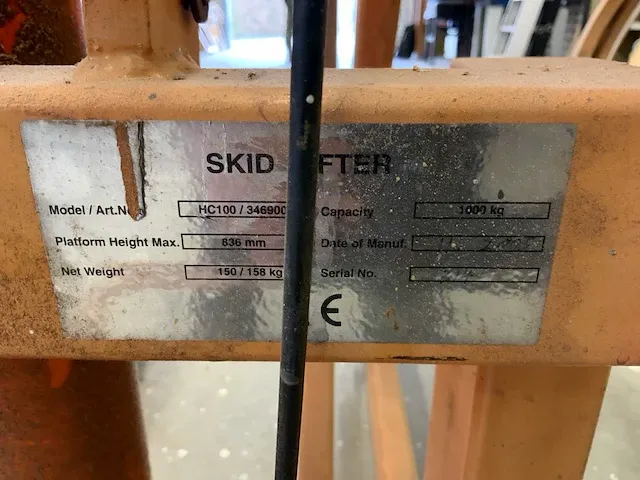 SKID FTER
Model / Art.N HC100 / 346900 Capacity 1000 kg
Platform Height Max. 836 mm Date of Manuf.
Net Weight 150 / 158 kg Serial No.
CE